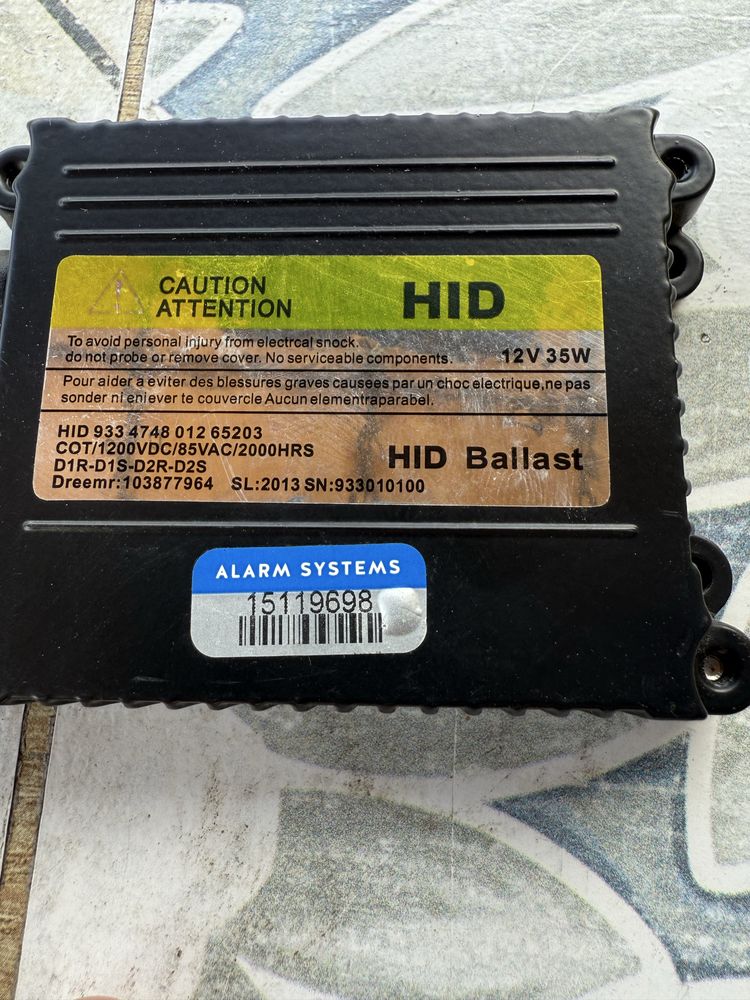 CAUTION
ATTENTION
HID
To avoid personal injury from electrcal snock.
do not probe or remove cover. No serviceable components.
12V 35W
Pour aider a eviter des blessures graves causees par un choc electrique,ne pas
sonder ni eniever te couvercle Aucun elementraparabel.
HID 933 4748 012 65203
COT/1200VDC/85VAC/2000HRS
D1R-D1S-D2R-D2S
Dreemr:103877964 SL:2013 SN:933010100
HID Ballast
ALARM SYSTEMS
15119698